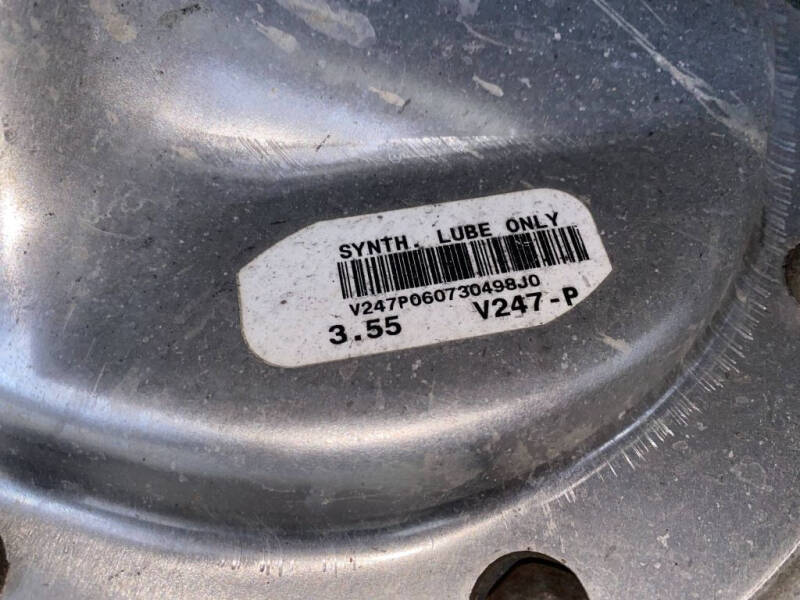 SYNTH. LUBE ONLY
V247P060730498J0
3.55 V247-P